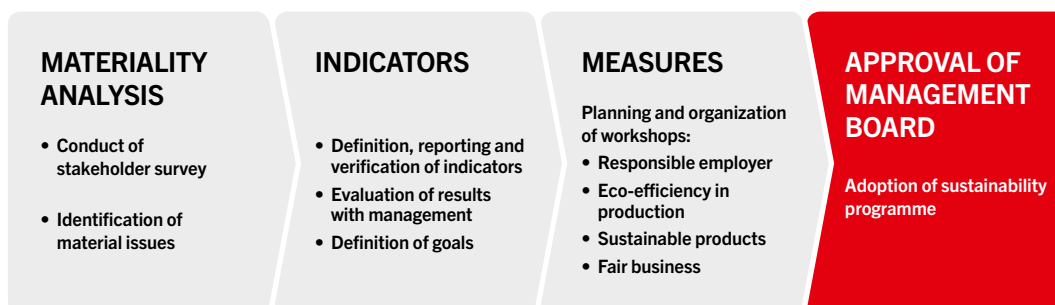 MATERIALITY
ANALYSIS
• Conduct of
stakeholder survey
• Identification of
material issues
INDICATORS
• Definition, reporting and
verification of indicators
• Evaluation of results
with management
• Definition of goals
MEASURES
Planning and organization
of workshops:
• Responsible employer
• Eco-efficiency in
production
• Sustainable products
• Fair business
APPROVAL OF
MANAGEMENT
BOARD
Adoption of sustainability
programme